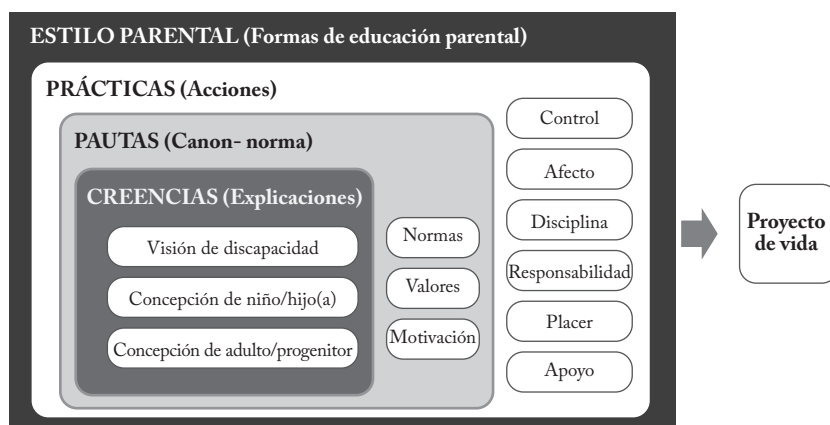 ESTILO PARENTAL (Formas de educación parental)
PRÁCTICAS (Acciones)
PAUTAS (Canon- norma)
CREENCIAS (Explicaciones)
Visión de discapacidad
Concepción de niño/hijo(a)
Concepción de adulto/progenitor
Normas
Valores
Motivación
Control
Afecto
Disciplina
Responsabilidad
Placer
Apoyo
Proyecto
de vida